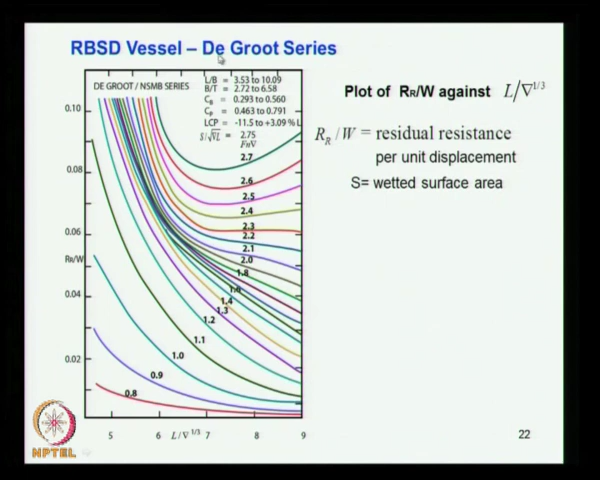 RBSD Vessel – De Groot Series
DE GROOT / NSMB SERIES
L/B = 3.53 to 10.09
B/T = 2.72 to 6.58
CB = 0.293 to 0.560
CP = 0.463 to 0.791
LCP = -11.5 to +3.09 % L
S/√∇L = 2.75
Fn∇
2.7
2.6
2.5
2.4
2.3
2.2
2.1
2.0
1.8
1.6
1.4
1.3
1.2
1.1
1.0
0.9
0.8
0.10
0.08
0.06
RR/W
0.04
0.02
5 6 L/∇1/3 7 8 9
Plot of RR/W against L/∇1/3
RR /W = residual resistance
per unit displacement
S= wetted surface area
NPTEL
22